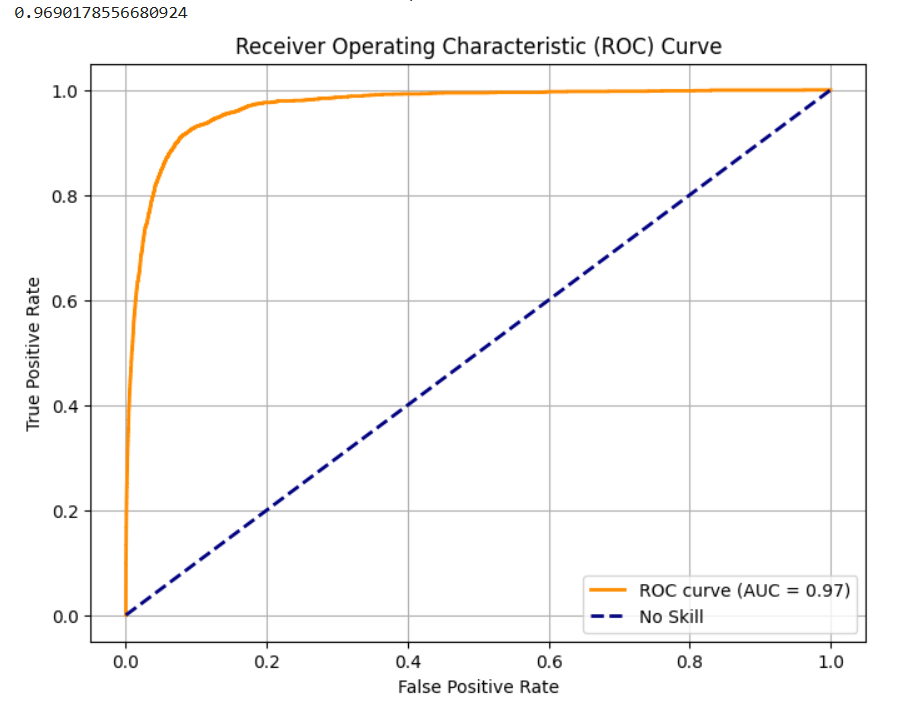 0.9690178556680924
Receiver Operating Characteristic (ROC) Curve
1.0
0.8
0.6
0.4
0.2
0.0
True Positive Rate
0.0 0.2 0.4 0.6 0.8 1.0
False Positive Rate
ROC curve (AUC = 0.97)
No Skill